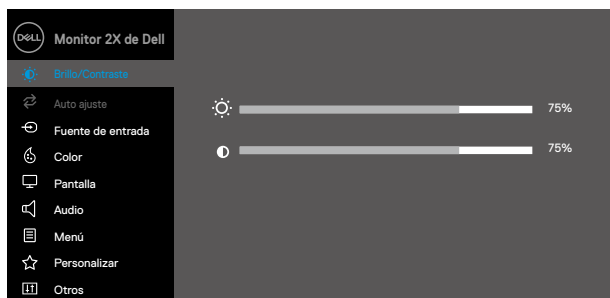 DELL Monitor 2X de Dell
Brillo/Contraste
Auto ajuste
75%
Fuente de entrada
75%
Color
Pantalla
Audio
Menú
Personalizar
Otros